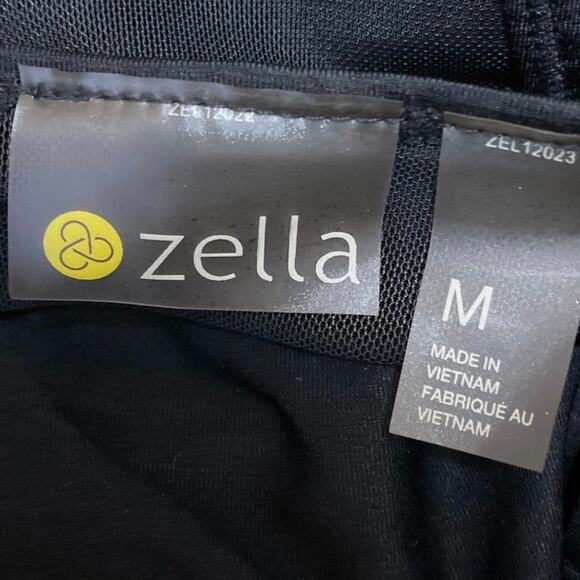 ZEL12022
zella
ZEL12023
M
MADE IN
VIETNAM
FABRIQUÉ AU
VIETNAM